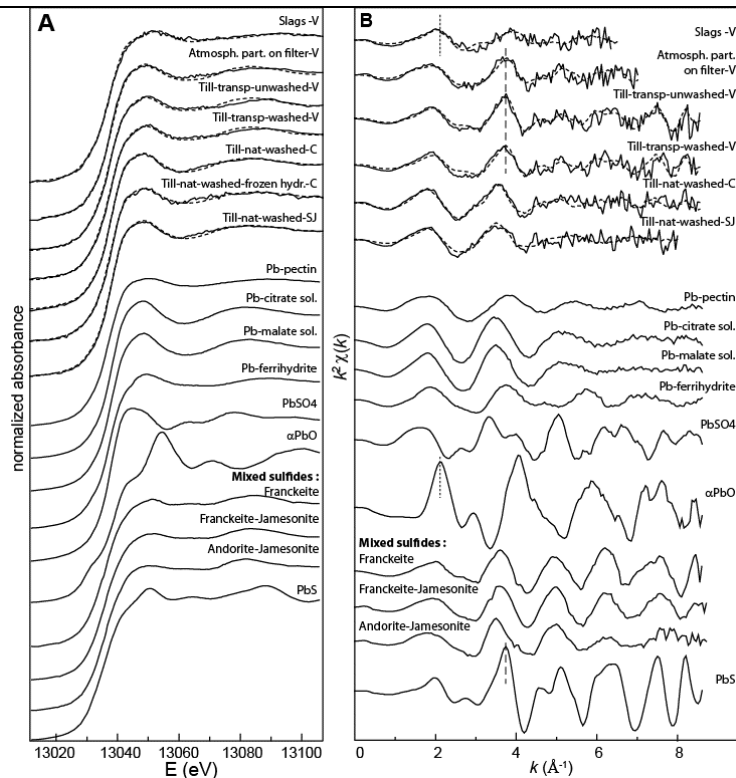 A
Slags -V
Atmosph. part. on filter-V
Till-transp-unwashed-V
Till-transp-washed-V
Till-nat-washed-C
Till-nat-washed-frozen hydr.-C
Till-nat-washed-SJ
Pb-pectin
Pb-citrate sol.
Pb-malate sol.
Pb-ferrihydrite
PbSO4
αPbO
Mixed sulfides :
Franckeite
Franckeite-Jamesonite
Andorite-Jamesonite
PbS
normalized absorbance
13020 13040 13060 13080 13100
E (eV)
B
Slags -V
Atmosph. part.
on filter-V
Till-transp-unwashed-V
Till-transp-washed-V
Till-nat-washed-C
Till-nat-washed-SJ
Pb-pectin
Pb-citrate sol.
Pb-malate sol.
Pb-ferrihydrite
PbSO4
αPbO
Mixed sulfides :
Franckeite
Franckeite-Jamesonite
Andorite-Jamesonite
PbS
k² χ(k)
0 2 4 6 8
k (Å⁻¹)